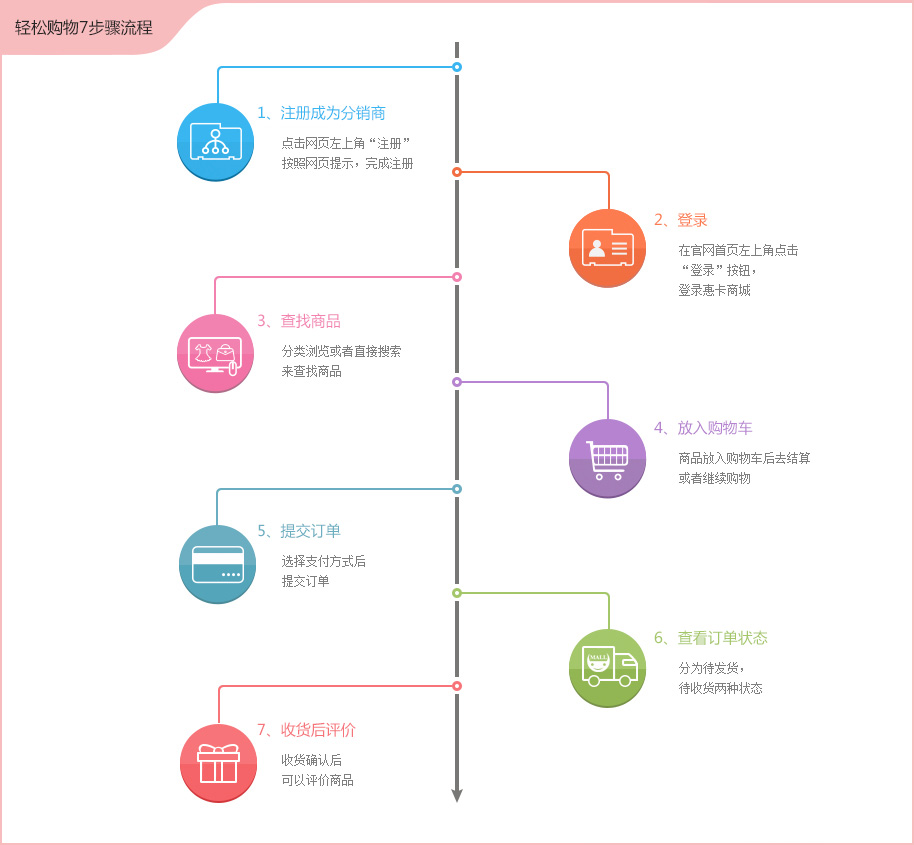 轻松购物7步骤流程
1、注册成为分销商
点击网页左上角“注册”
按照网页提示，完成注册
2、登录
在官网首页左上角点击
“登录”按钮，
登录惠卡商城
3、查找商品
分类浏览或者直接搜索
来查找商品
4、放入购物车
商品放入购物车后去结算
或者继续购物
5、提交订单
选择支付方式后
提交订单
6、查看订单状态
MALL
分为待发货，
待收货两种状态
7、收货后评价
收货确认后
可以评价商品